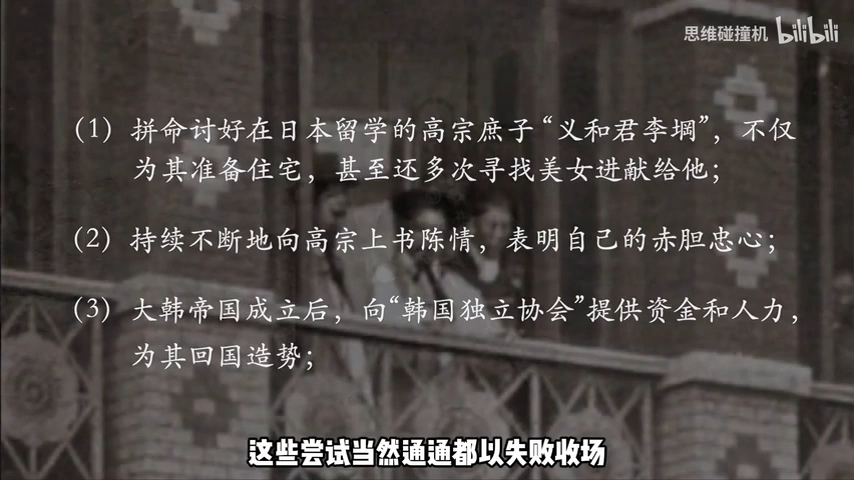 思维碰撞机 bilibili
(1) 拼命讨好在日本留学的高宗庶子“义和君李堈”，不仅
为其准备住宅，甚至还多次寻找美女进献给他；
(2) 持续不断地向高宗上书陈情，表明自己的赤胆忠心；
(3) 大韩帝国成立后，向“韩国独立协会”提供资金和人力，
为其回国造势；
这些尝试当然通通都以失败收场